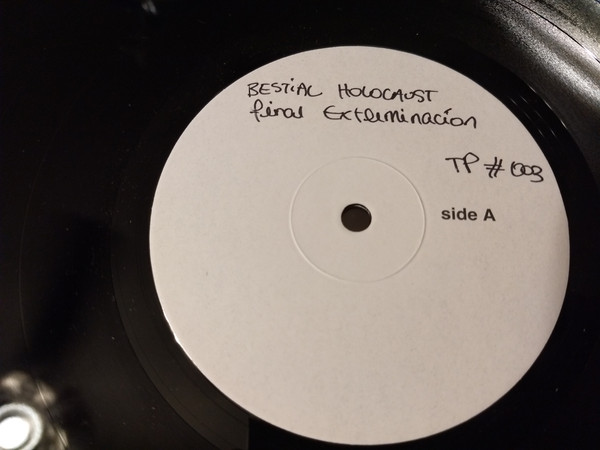 BESTIAL HOLOCAUST
final Exterminación
TP # 003
side A